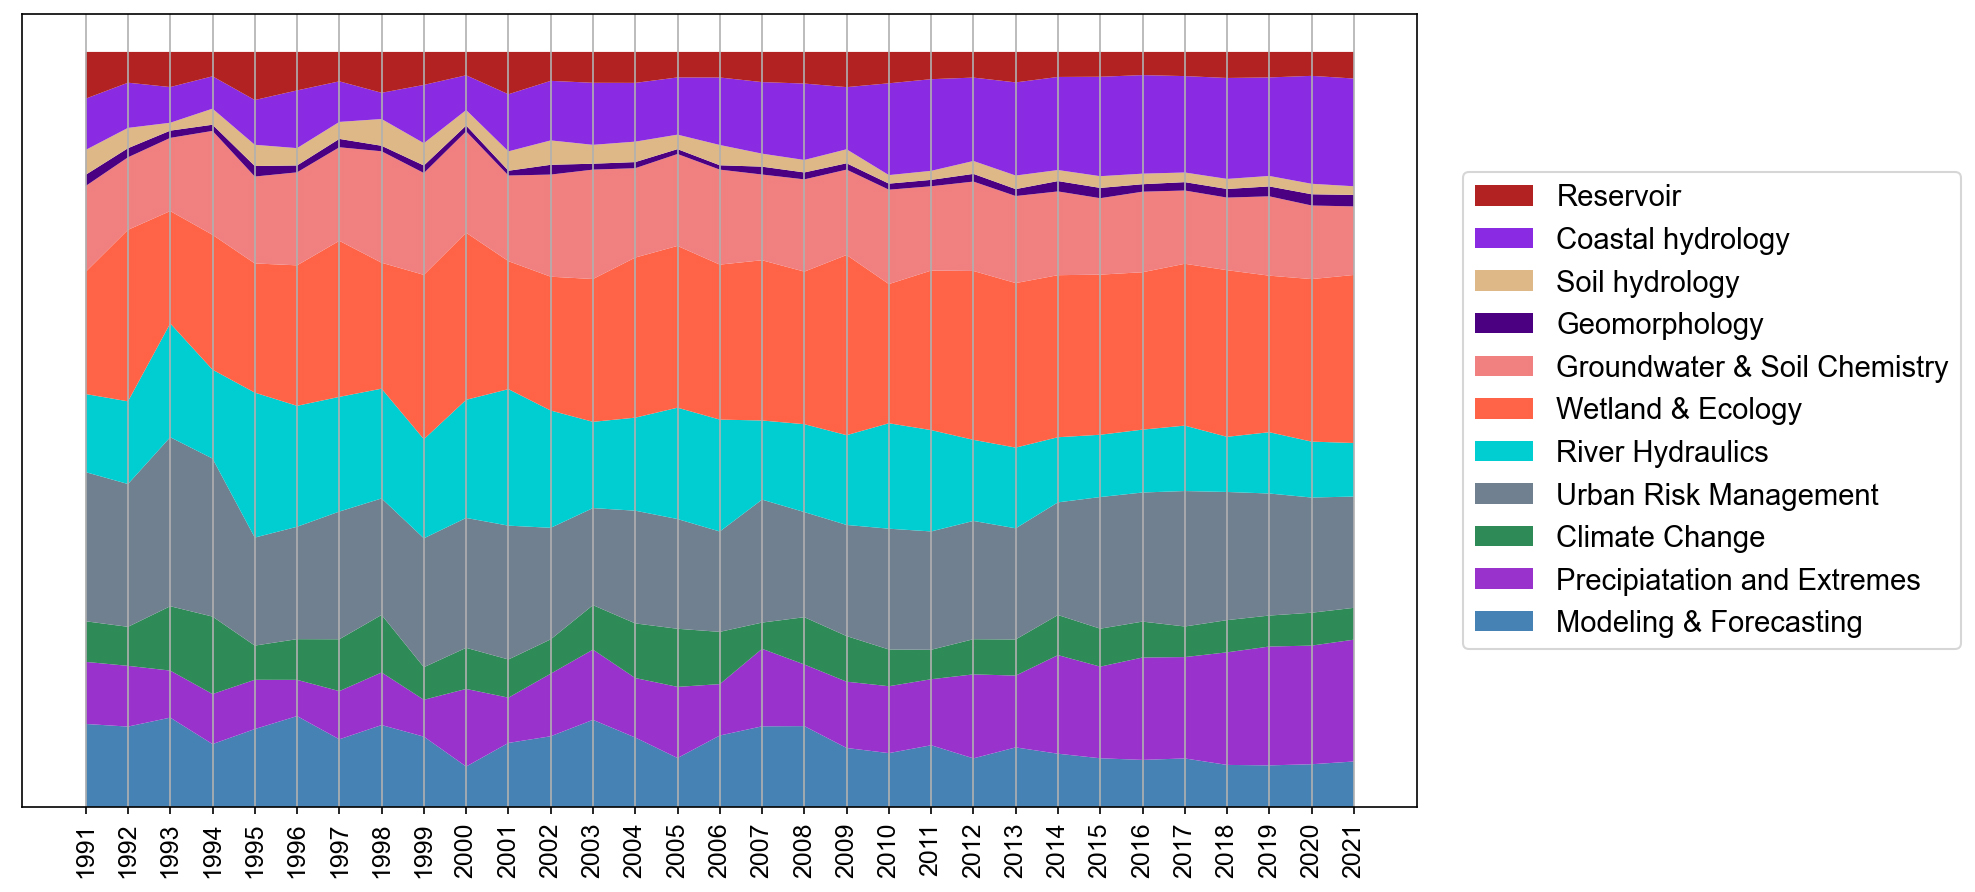 Reservoir
Coastal hydrology
Soil hydrology
Geomorphology
Groundwater & Soil Chemistry
Wetland & Ecology
River Hydraulics
Urban Risk Management
Climate Change
Precipiatation and Extremes
Modeling & Forecasting
1991 1992 1993 1994 1995 1996 1997 1998 1999 2000 2001 2002 2003 2004 2005 2006 2007 2008 2009 2010 2011 2012 2013 2014 2015 2016 2017 2018 2019 2020 2021